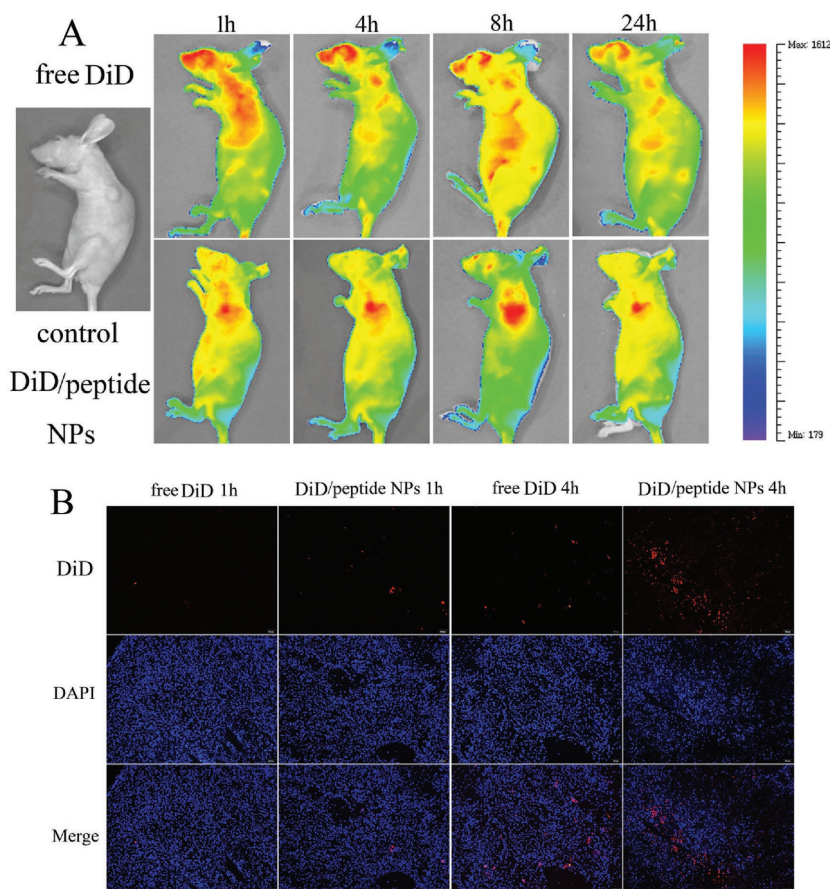 A
1h 4h 8h 24h
free DiD
control
DiD/peptide
NPs
Max: 1612
Min: 179
B
free DiD 1h DiD/peptide NPs 1h free DiD 4h DiD/peptide NPs 4h
DiD
DAPI
Merge